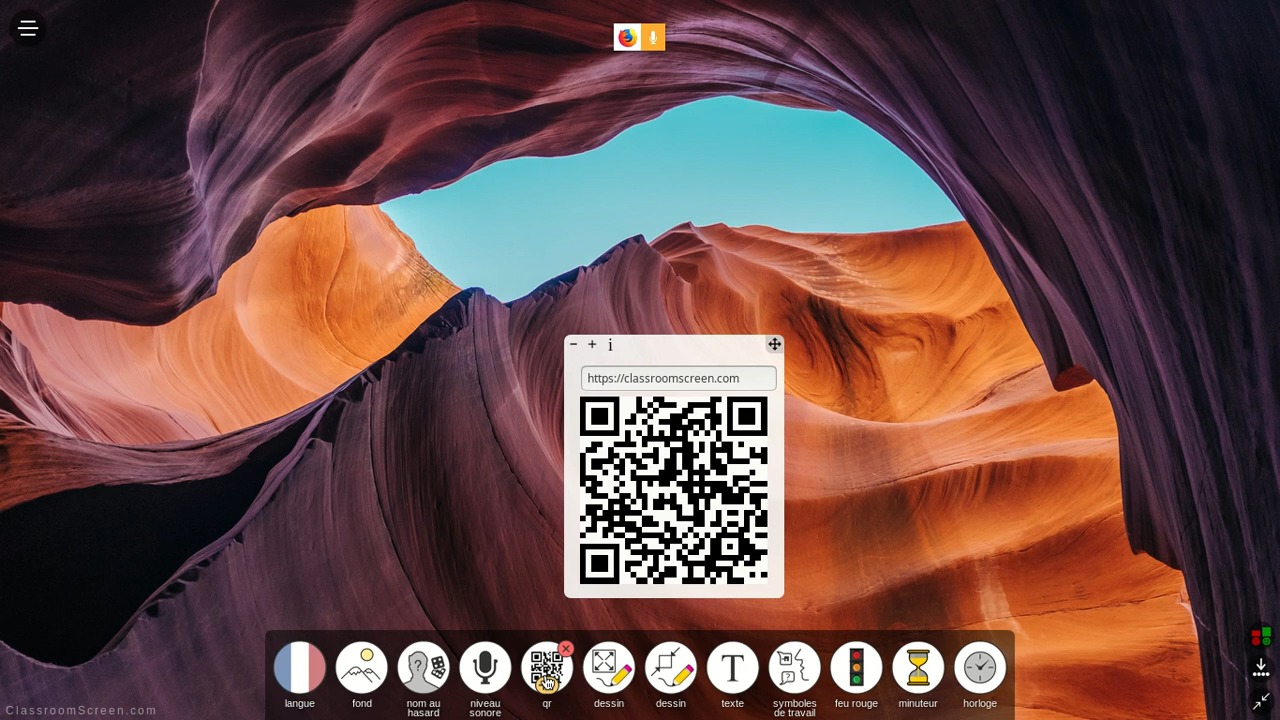 − + i
https://classroomscreen.com
langue
fond
nom au
hasard
niveau
sonore
qr
dessin
dessin
T
texte
symboles
de travail
feu rouge
minuteur
horloge
ClassroomScreen.com